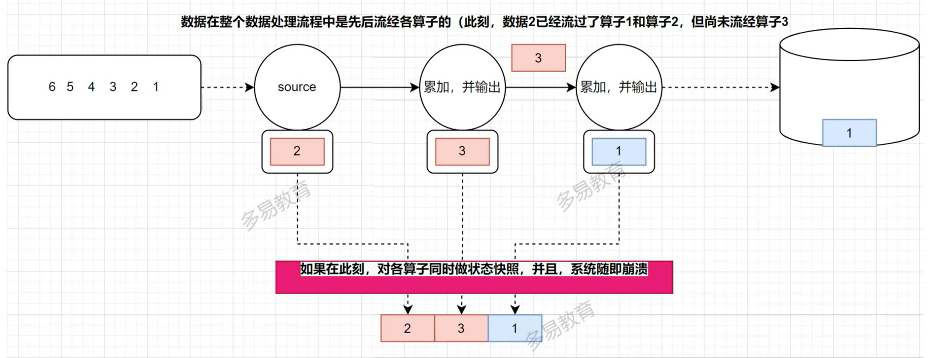 数据在整个数据处理流程中是先后流经各算子的（此刻，数据2已经流过了算子1和算子2，但尚未流经算子3
6 5 4 3 2 1
source
累加，并输出
3
累加，并输出
2
3
1
1
多易教育
多易教育
如果在此刻，对各算子同时做状态快照，并且，系统随即崩溃
2 3 1
多易教育